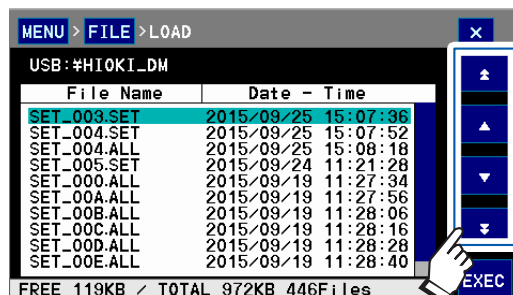 MENU > FILE >LOAD ×
USB:¥HIOKI_DM
File Name Date - Time
SET_003.SET 2015/09/25 15:07:36
SET_004.SET 2015/09/25 15:07:52
SET_004.ALL 2015/09/25 15:08:18
SET_005.SET 2015/09/24 11:21:28
SET_000.ALL 2015/09/19 11:27:34
SET_00A.ALL 2015/09/19 11:27:56
SET_00B.ALL 2015/09/19 11:28:06
SET_00C.ALL 2015/09/19 11:28:16
SET_00D.ALL 2015/09/19 11:28:28
SET_00E.ALL 2015/09/19 11:28:40
FREE 119KB / TOTAL 972KB 446Files
EXEC